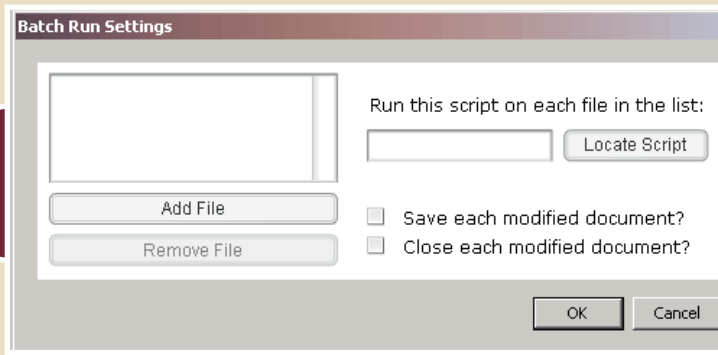 Batch Run Settings
Run this script on each file in the list:
Locate Script
Add File
Remove File
Save each modified document?
Close each modified document?
OK
Cancel